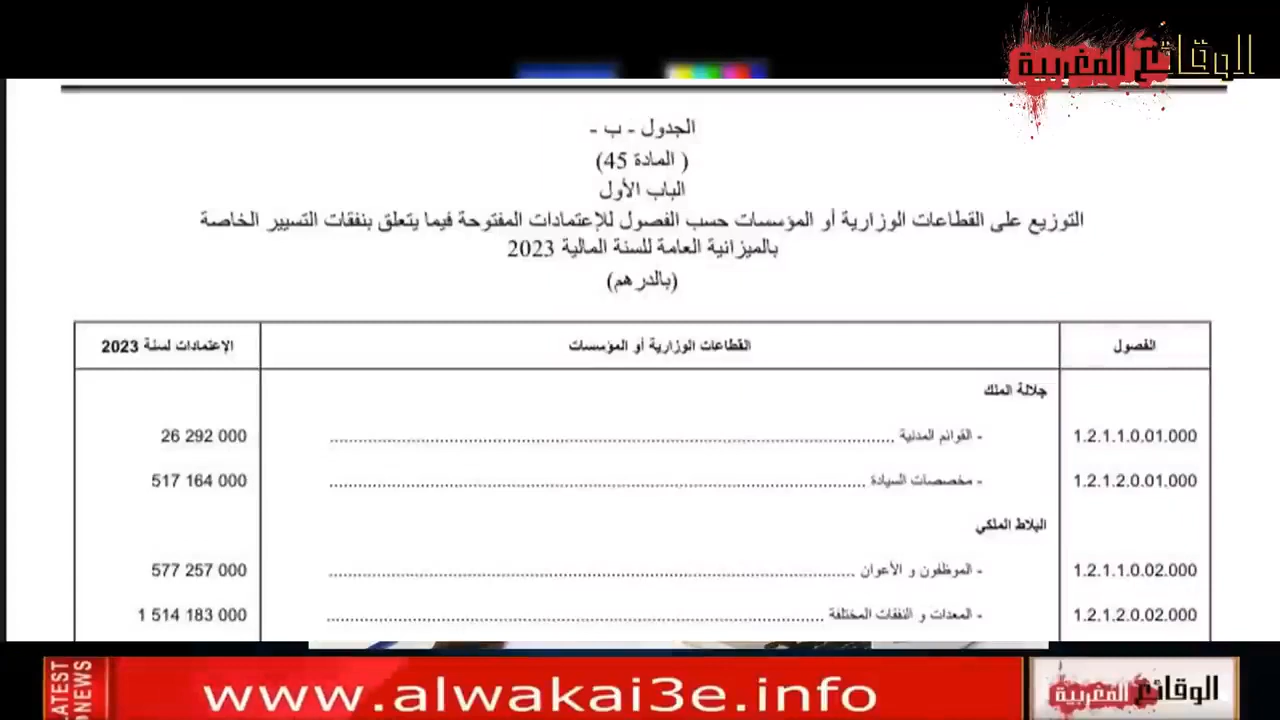 الوقائع المغربية
الجدول - ب -
( المادة 45)
الباب الأول
التوزيع على القطاعات الوزارية أو المؤسسات حسب الفصول للإعتمادات المفتوحة فيما يتعلق بنفقات التسيير الخاصة
بالميزانية العامة للسنة المالية 2023
(بالدرهم)
الفصول القطاعات الوزارية أو المؤسسات الإعتمادات لسنة 2023
جلالة الملك
1.2.1.1.0.01.000 - القوائم المدنية 26 292 000
1.2.1.2.0.01.000 - مخصصات السيادة 517 164 000
البلاط الملكي
1.2.1.1.0.02.000 - الموظفون و الأعوان 577 257 000
1.2.1.2.0.02.000 - المعدات و النفقات المختلفة 1 514 183 000
LATEST
NEWS
www.alwakai3e.info
الوقائع المغربية